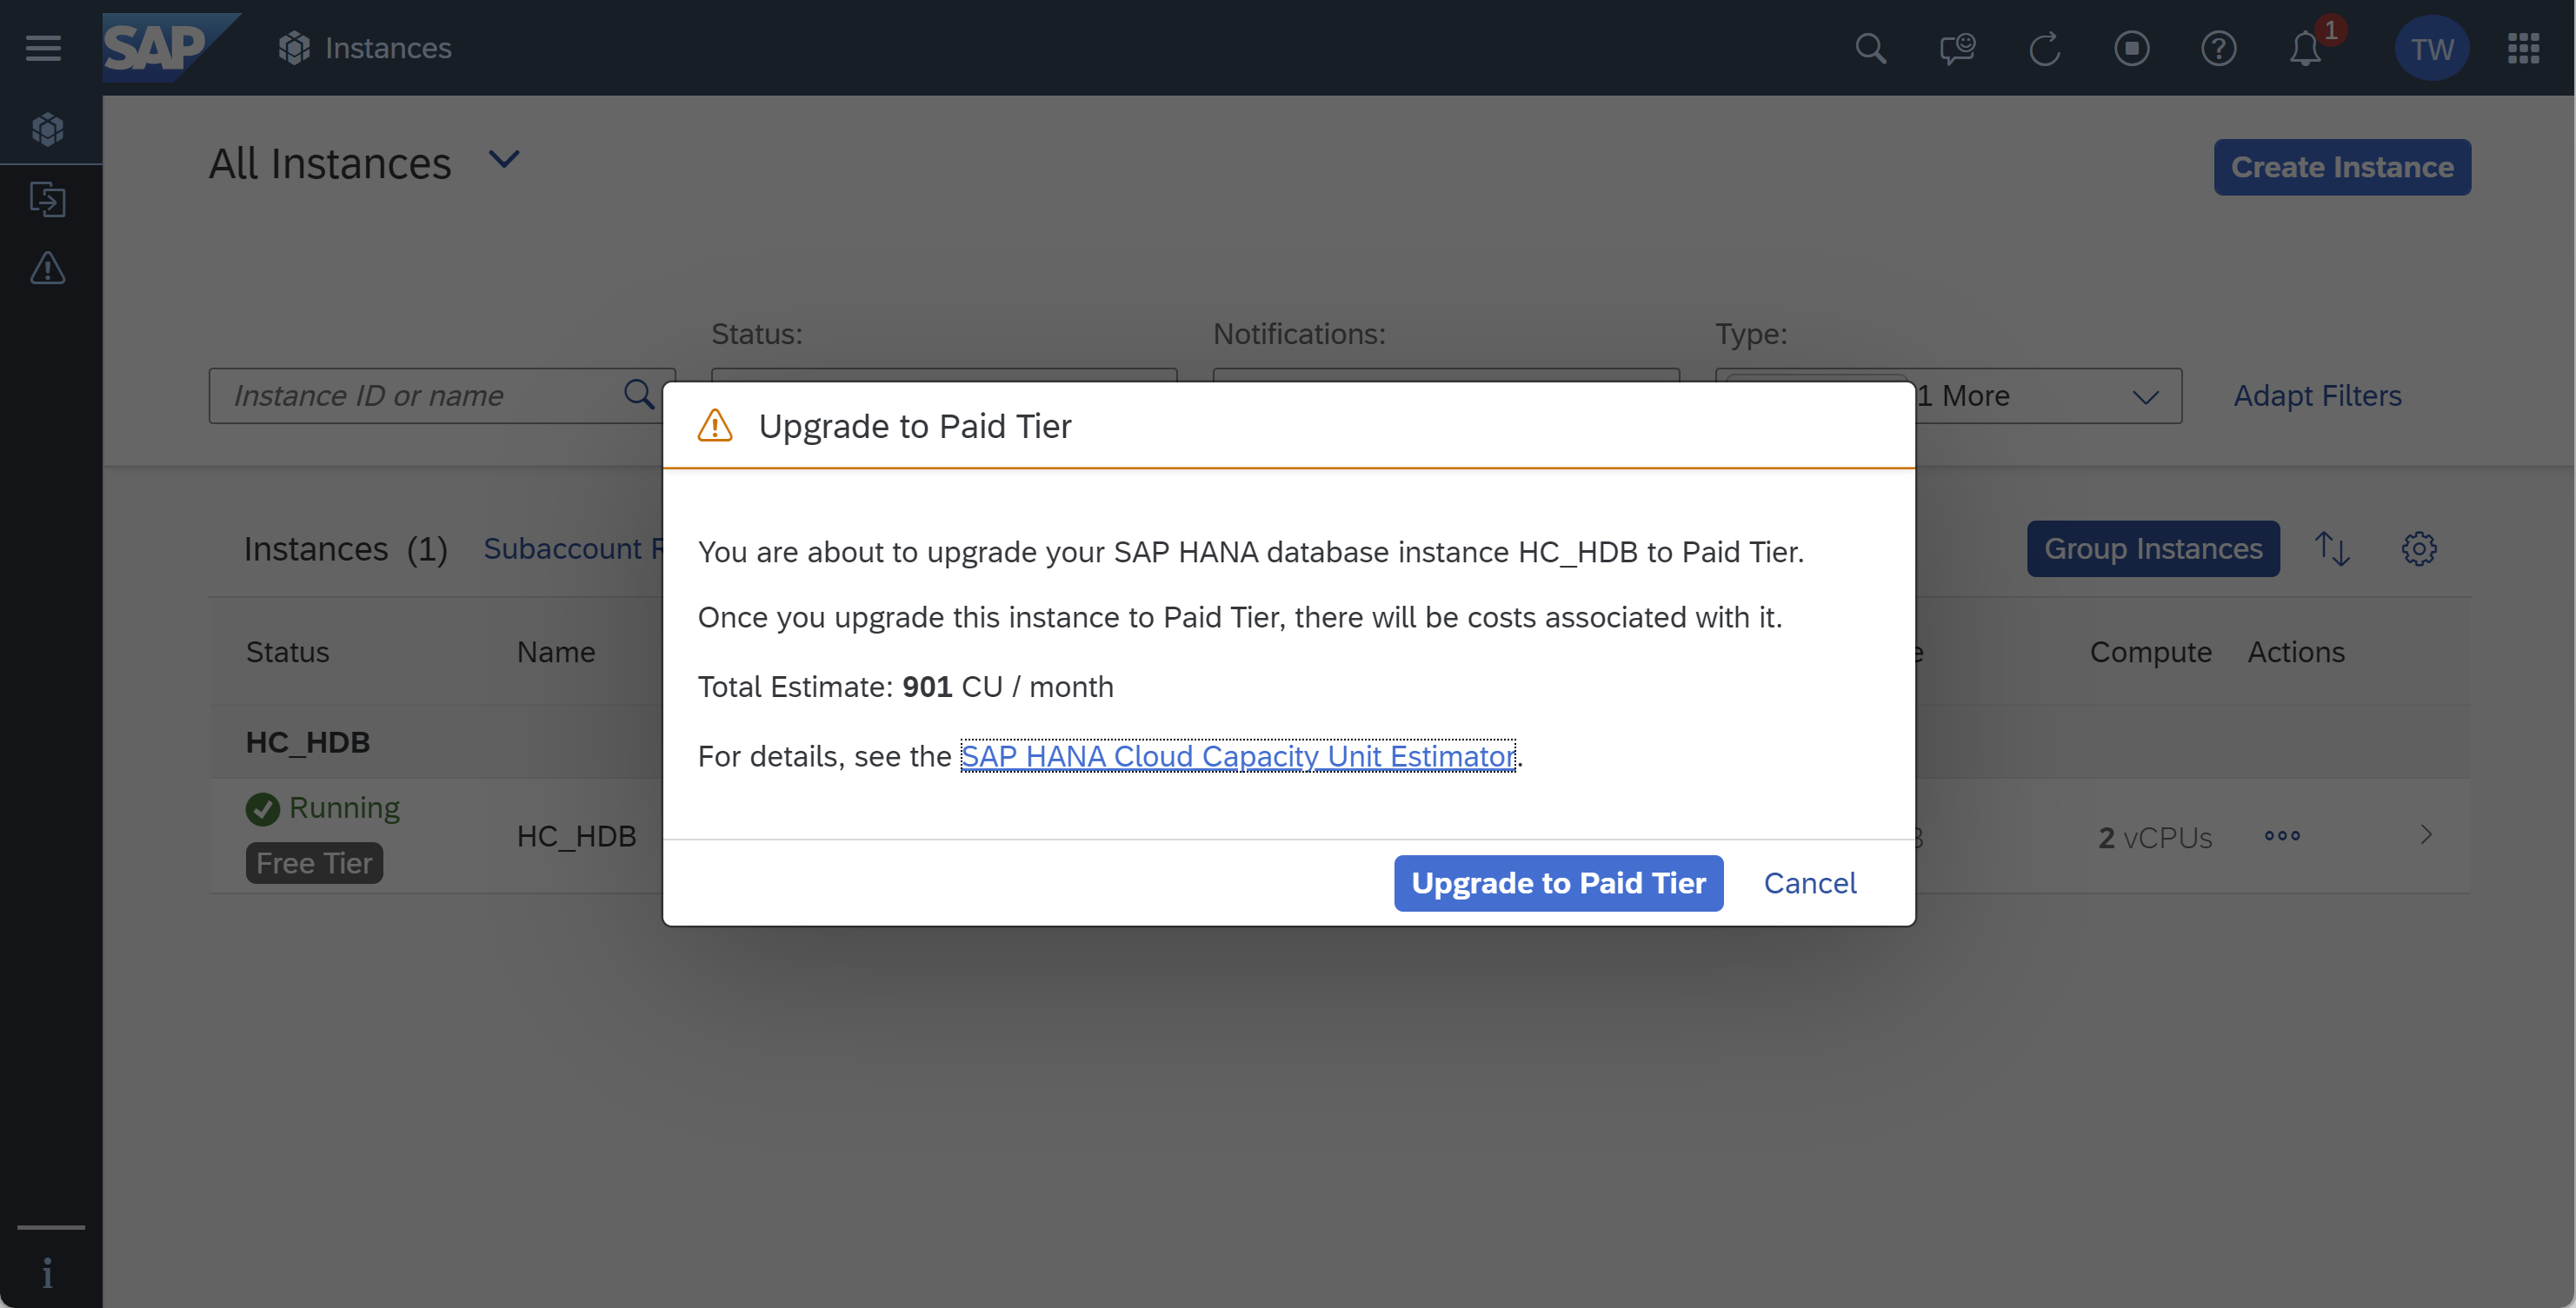 SAP
Instances
1
TW
All Instances
Create Instance
Status:
Notifications:
Type:
Instance ID or name
1 More
Adapt Filters
Upgrade to Paid Tier
You are about to upgrade your SAP HANA database instance HC_HDB to Paid Tier.
Once you upgrade this instance to Paid Tier, there will be costs associated with it.
Total Estimate: 901 CU / month
For details, see the SAP HANA Cloud Capacity Unit Estimator.
Upgrade to Paid Tier
Cancel
Instances (1)
Subaccount
Group Instances
Status
Name
Compute
Actions
HC_HDB
Running
Free Tier
HC_HDB
2 vCPUs